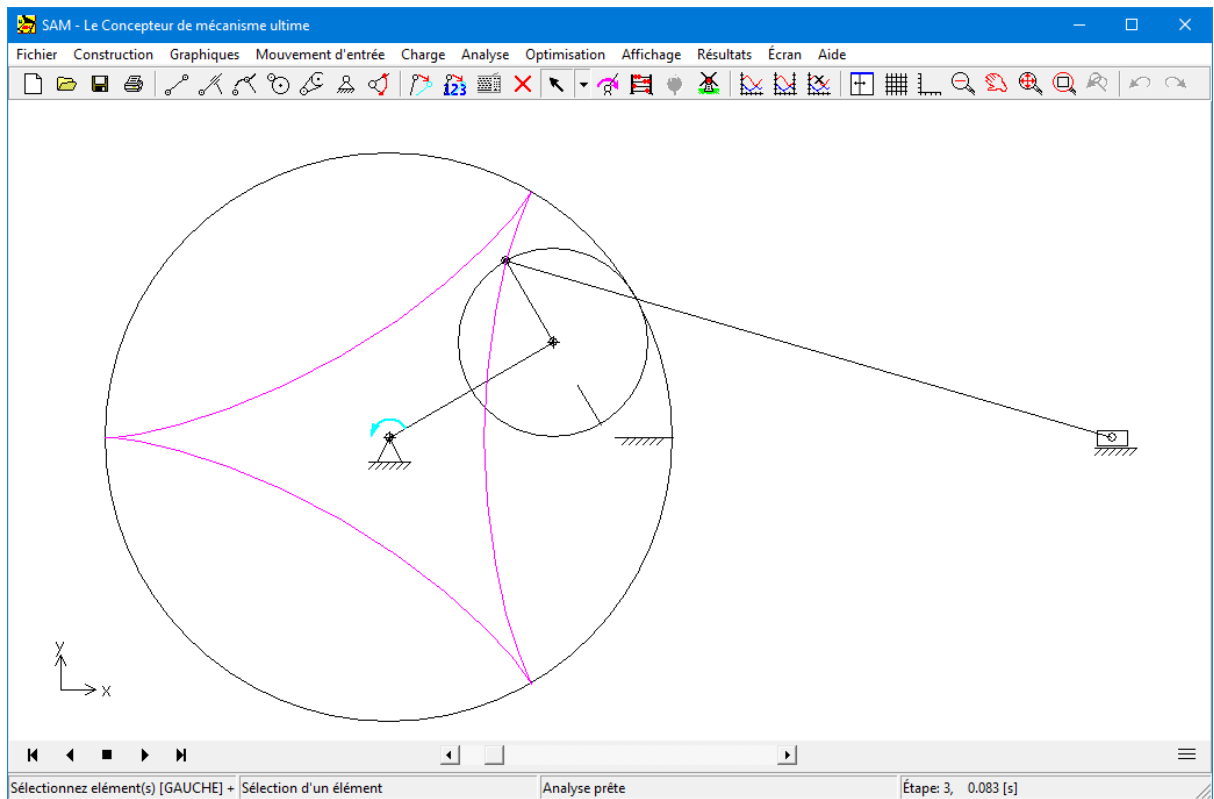 SAM - Le Concepteur de mécanisme ultime
Fichier Construction Graphiques Mouvement d'entrée Charge Analyse Optimisation Affichage Résultats Écran Aide
123
y
x
Sélectionnez elément(s) [GAUCHE] + Sélection d'un élément Analyse prête Étape: 3, 0.083 [s]